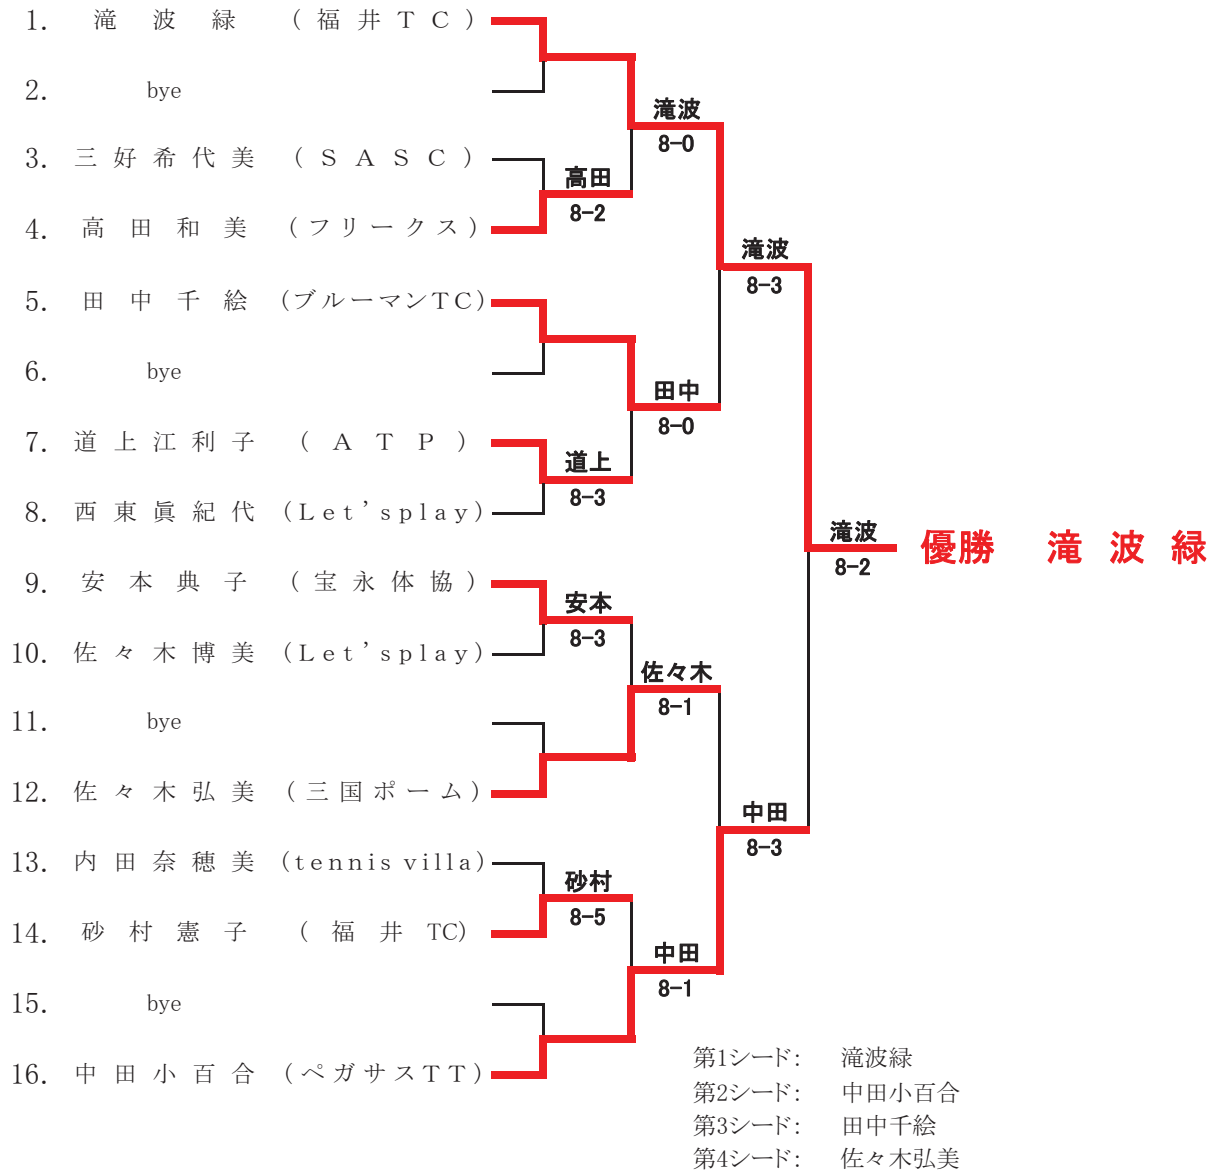 1. 滝波緑 (福井TC)
2. bye
滝波
8-0
3. 三好希代美 (SASC)
高田
8-2
4. 高田和美 (フリークス)
滝波
8-3
5. 田中千絵 (ブルーマンTC)
6. bye
田中
8-0
7. 道上江利子 (ATP)
道上
8-3
8. 西東眞紀代 (Let'splay)
滝波
8-2
優勝 滝波緑
9. 安本典子 (宝永体協)
安本
8-3
10. 佐々木博美 (Let'splay)
佐々木
8-1
11. bye
12. 佐々木弘美 (三国ポーム)
中田
8-3
13. 内田奈穂美 (tennis villa)
砂村
8-5
14. 砂村憲子 (福井TC)
中田
8-1
15. bye
16. 中田小百合 (ペガサスTT)
第1シード: 滝波緑
第2シード: 中田小百合
第3シード: 田中千絵
第4シード: 佐々木弘美